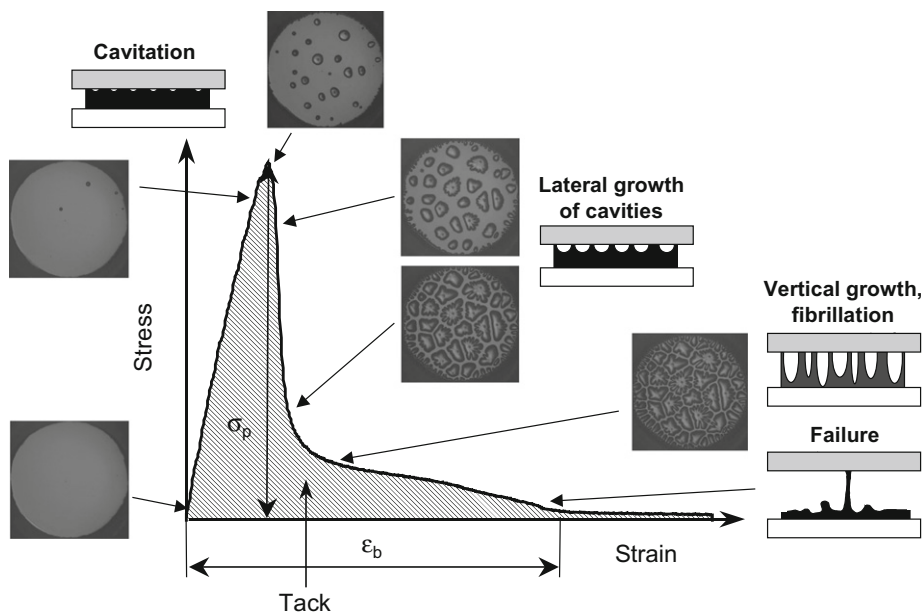 Cavitation
Lateral growth
of cavities
Vertical growth,
fibrillation
Stress
σp
Failure
εb
Strain
Tack